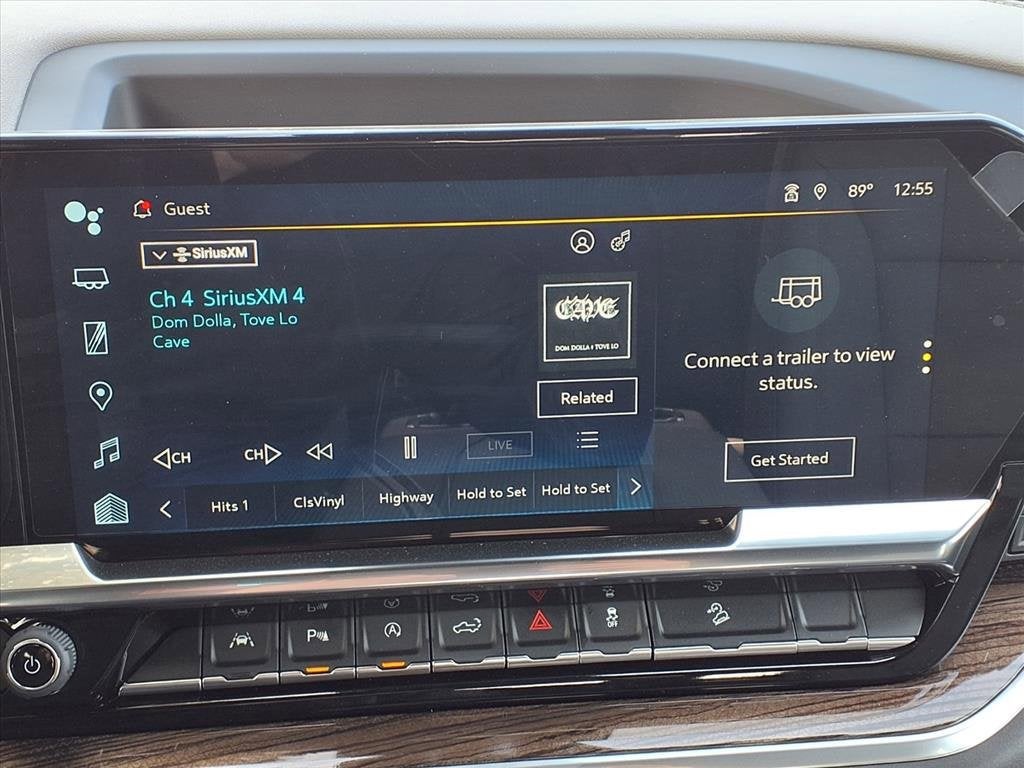 Guest
89° 12:55
SiriusXM
Ch 4 SiriusXM 4
Dom Dolla, Tove Lo
Cave
CAVE
DOM DOLLA & TOVE LO
Related
Connect a trailer to view
status.
Get Started
CH
CH
LIVE
Hits 1
ClsVinyl
Highway
Hold to Set
Hold to Set
P
A
OFF